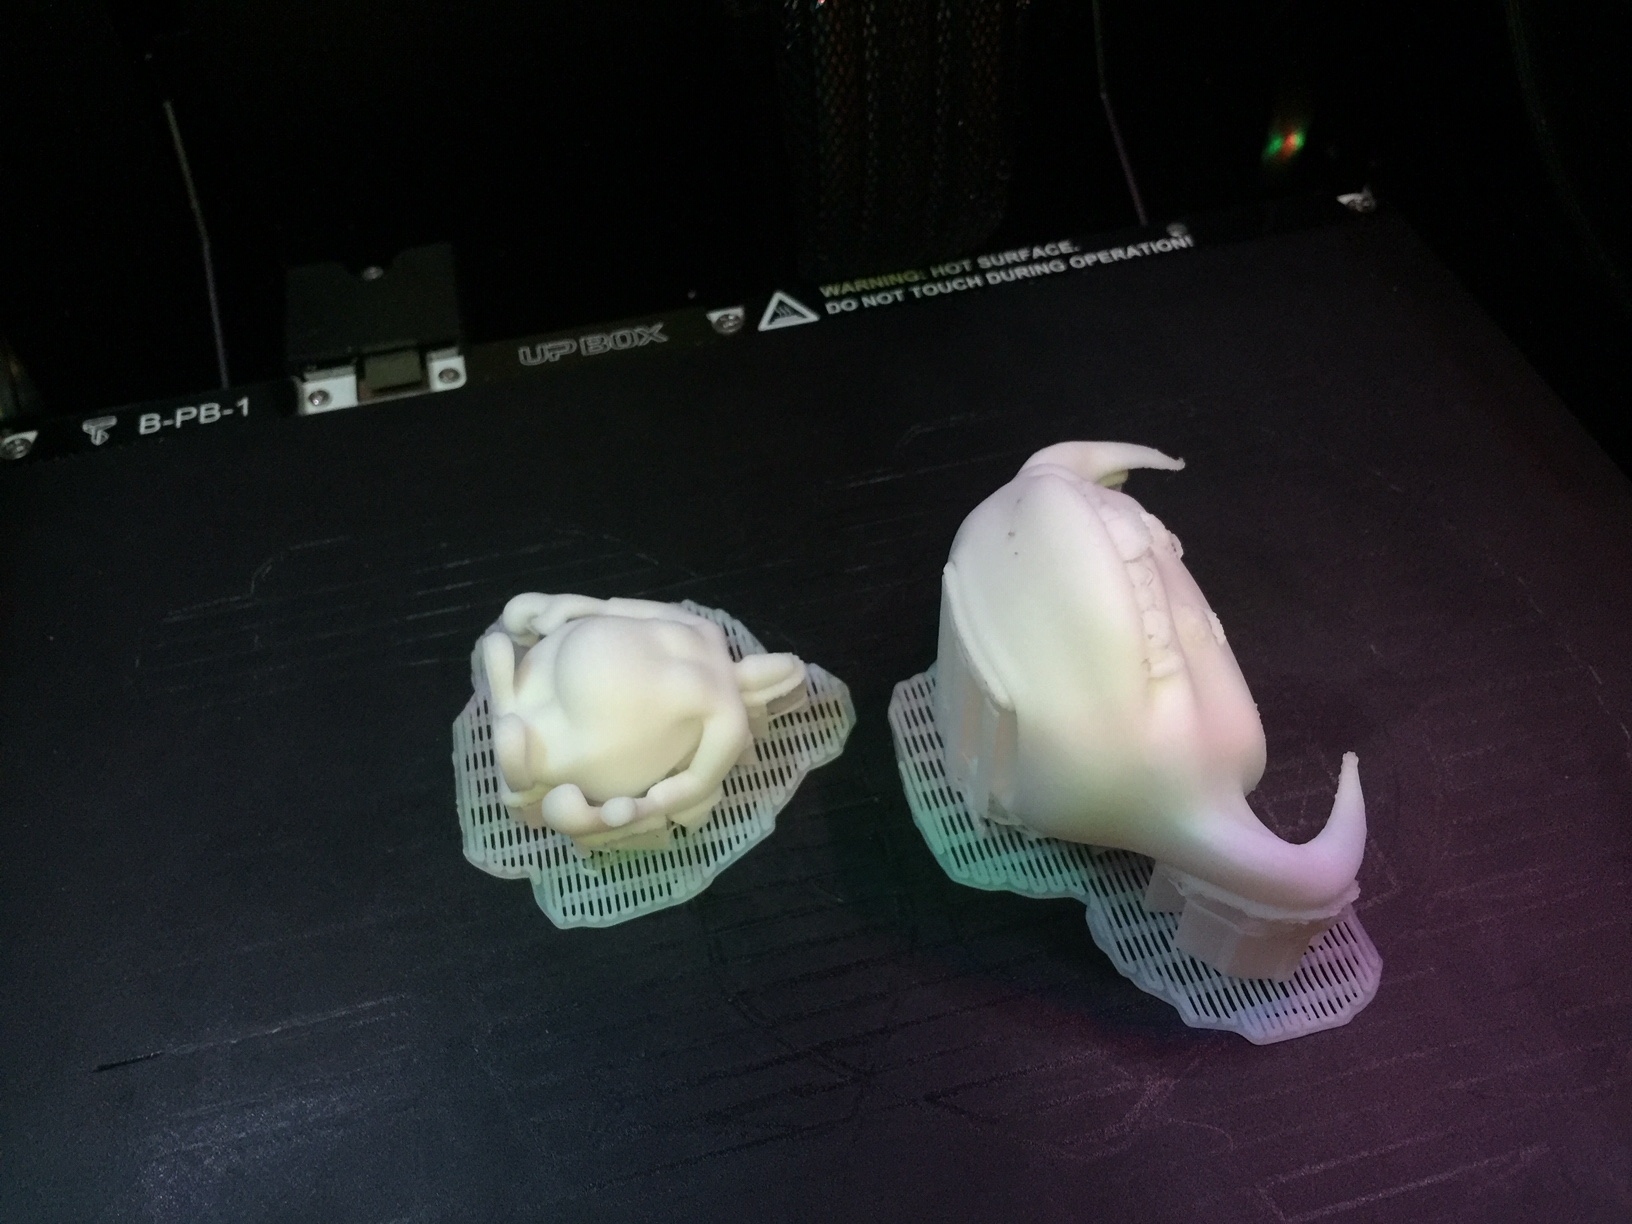 WARNING: HOT SURFACE.
DO NOT TOUCH DURING OPERATION!
UP BOX
B-PB-1